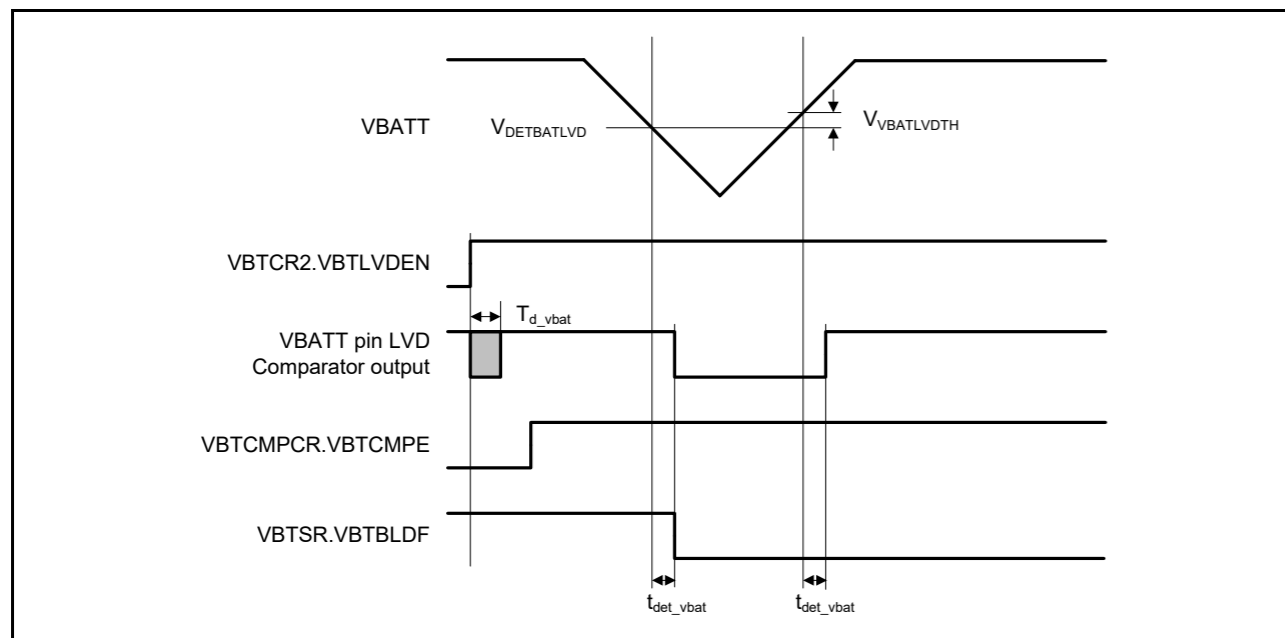 VBATT
VDETBATLVD
VVBATLVDTH
VBTCR2.VBTLVDEN
Td_vbat
VBATT pin LVD
Comparator output
VBTCMPCR.VBTCMPE
VBTSR.VBTBLDF
tdet_vbat
tdet_vbat